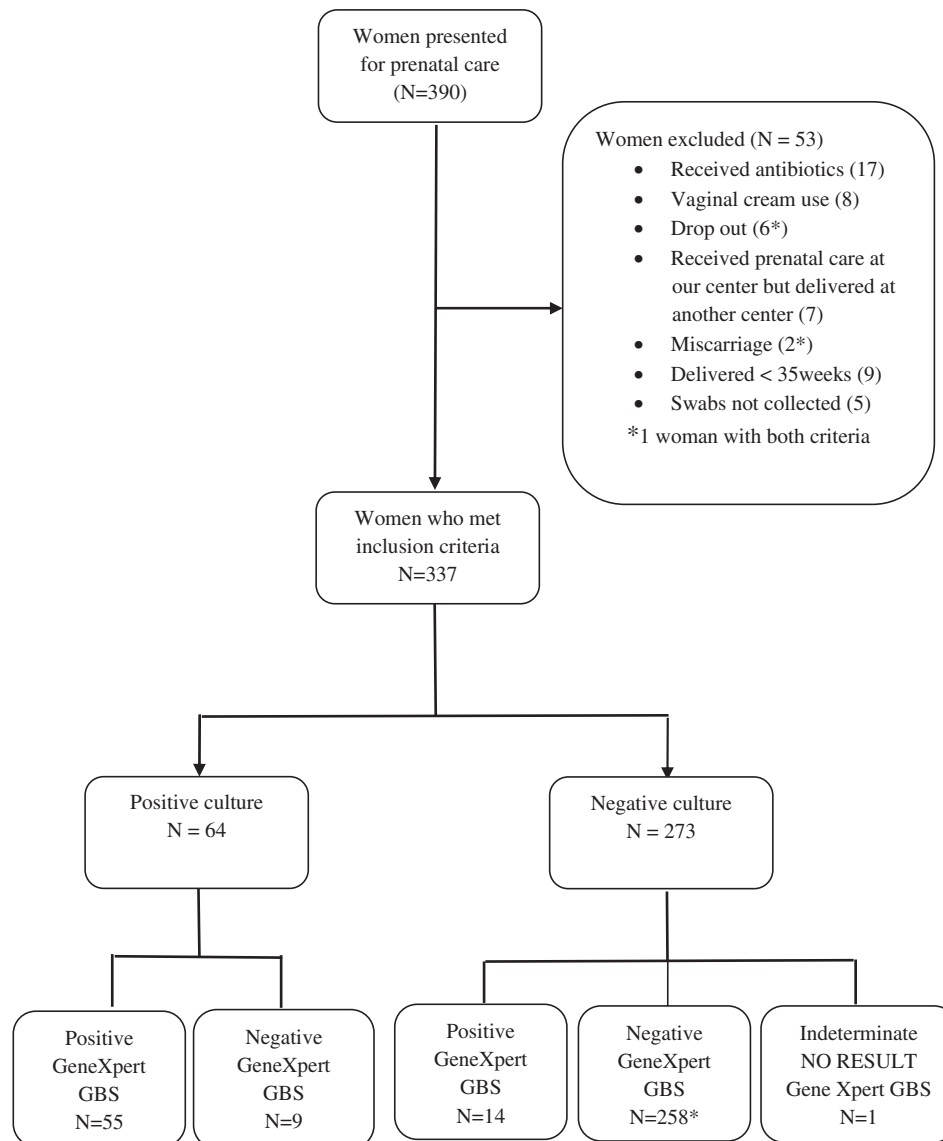 Women presented
for prenatal care
(N=390)
Women excluded (N = 53)
• Received antibiotics (17)
• Vaginal cream use (8)
• Drop out (6*)
• Received prenatal care at
our center but delivered at
another center (7)
• Miscarriage (2*)
• Delivered < 35weeks (9)
• Swabs not collected (5)
*1 woman with both criteria
Women who met
inclusion criteria
N=337
Positive culture
N = 64
Negative culture
N = 273
Positive
GeneXpert
GBS
N=55
Negative
GeneXpert
GBS
N=9
Positive
GeneXpert
GBS
N=14
Negative
GeneXpert
GBS
N=258*
Indeterminate
NO RESULT
Gene Xpert GBS
N=1